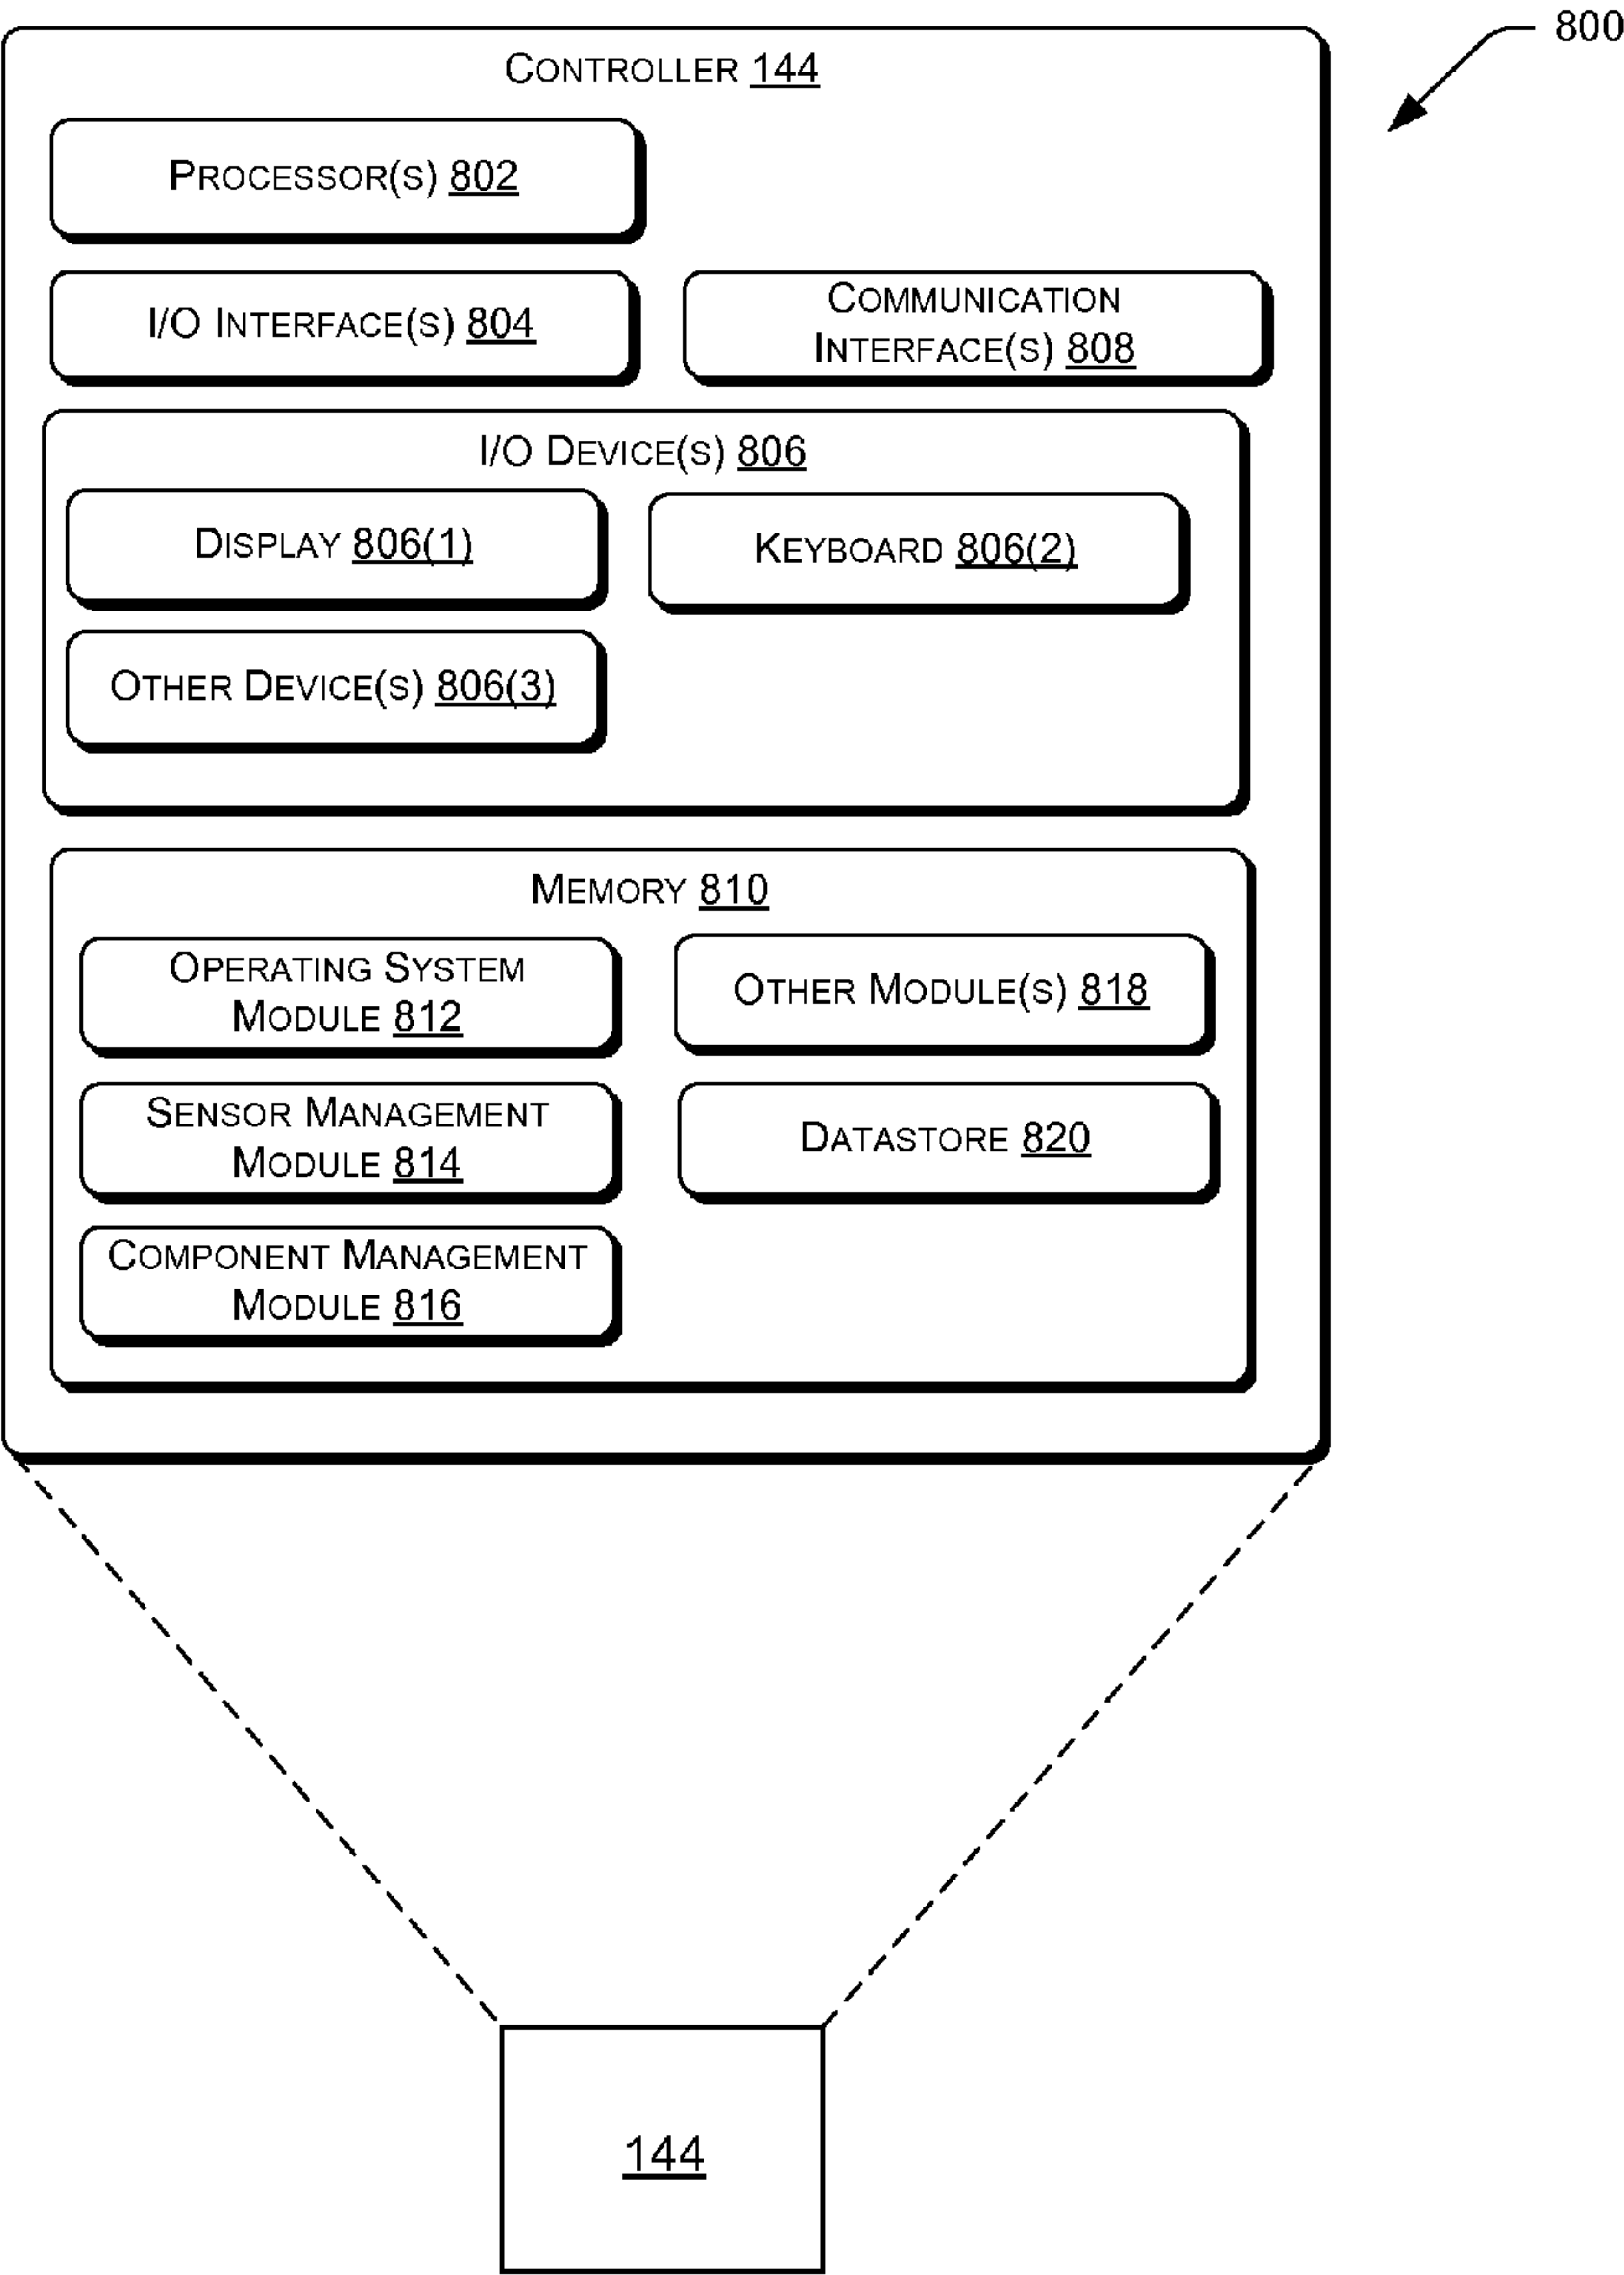 800
CONTROLLER 144
PROCESSOR(S) 802
I/O INTERFACE(S) 804
COMMUNICATION
INTERFACE(S) 808
I/O DEVICE(S) 806
DISPLAY 806(1)
KEYBOARD 806(2)
OTHER DEVICE(S) 806(3)
MEMORY 810
OPERATING SYSTEM
MODULE 812
OTHER MODULE(S) 818
SENSOR MANAGEMENT
MODULE 814
DATASTORE 820
COMPONENT MANAGEMENT
MODULE 816
144